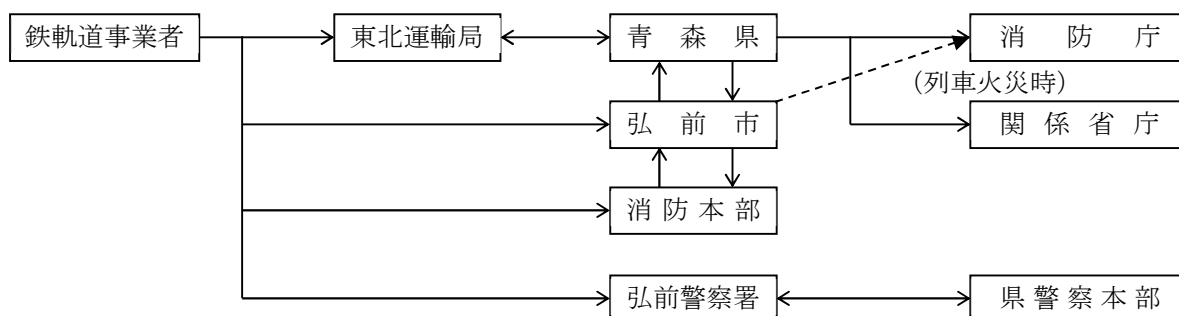 鉄軌道事業者
東北運輸局
青森県
消防庁
(列車火災時)
弘前市
関係省庁
消防本部
弘前警察署
県警察本部